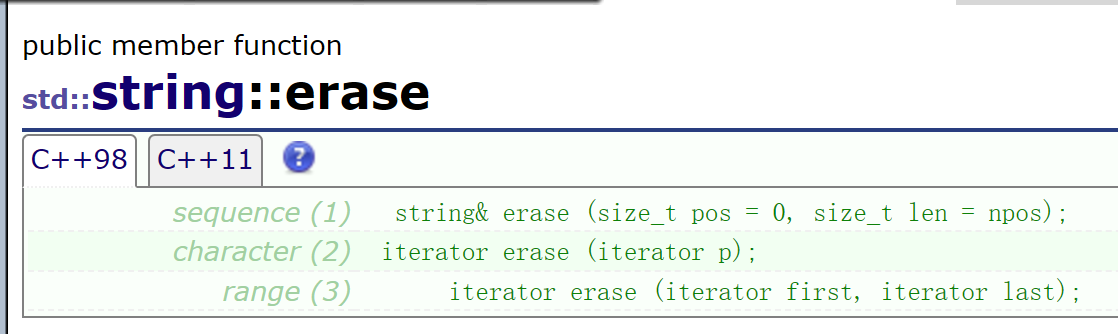 public member function
std::string::erase
C++98 C++11 ?
sequence (1) string& erase (size_t pos = 0, size_t len = npos);
character (2) iterator erase (iterator p);
range (3) iterator erase (iterator first, iterator last);